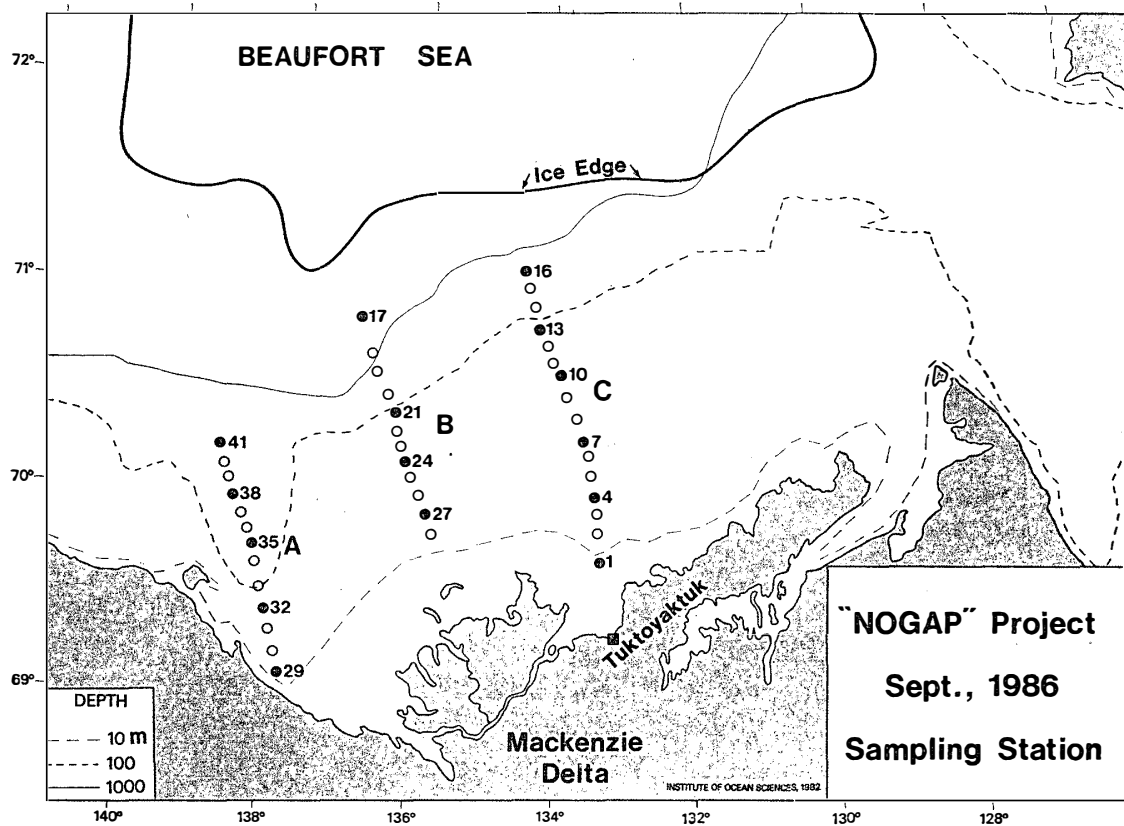 72°
BEAUFORT SEA
Ice Edge
71°
16
17
13
10
C
21
B
41
7
24
70°
38
4
27
35
A
1
32
"NOGAP" Project
Tuktoyaktuk
29
69°
Sept., 1986
DEPTH
10 m
100
1000
Mackenzie
Delta
Sampling Station
INSTITUTE OF OCEAN SCIENCES, 1982
140°
138°
136°
134°
132°
130°
128°